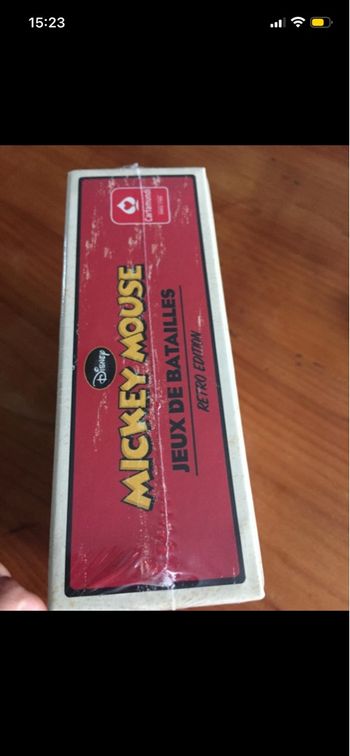 15:23
Cartamundi
Disney
MICKEY MOUSE
JEUX DE BATAILLES
RETRO EDITION